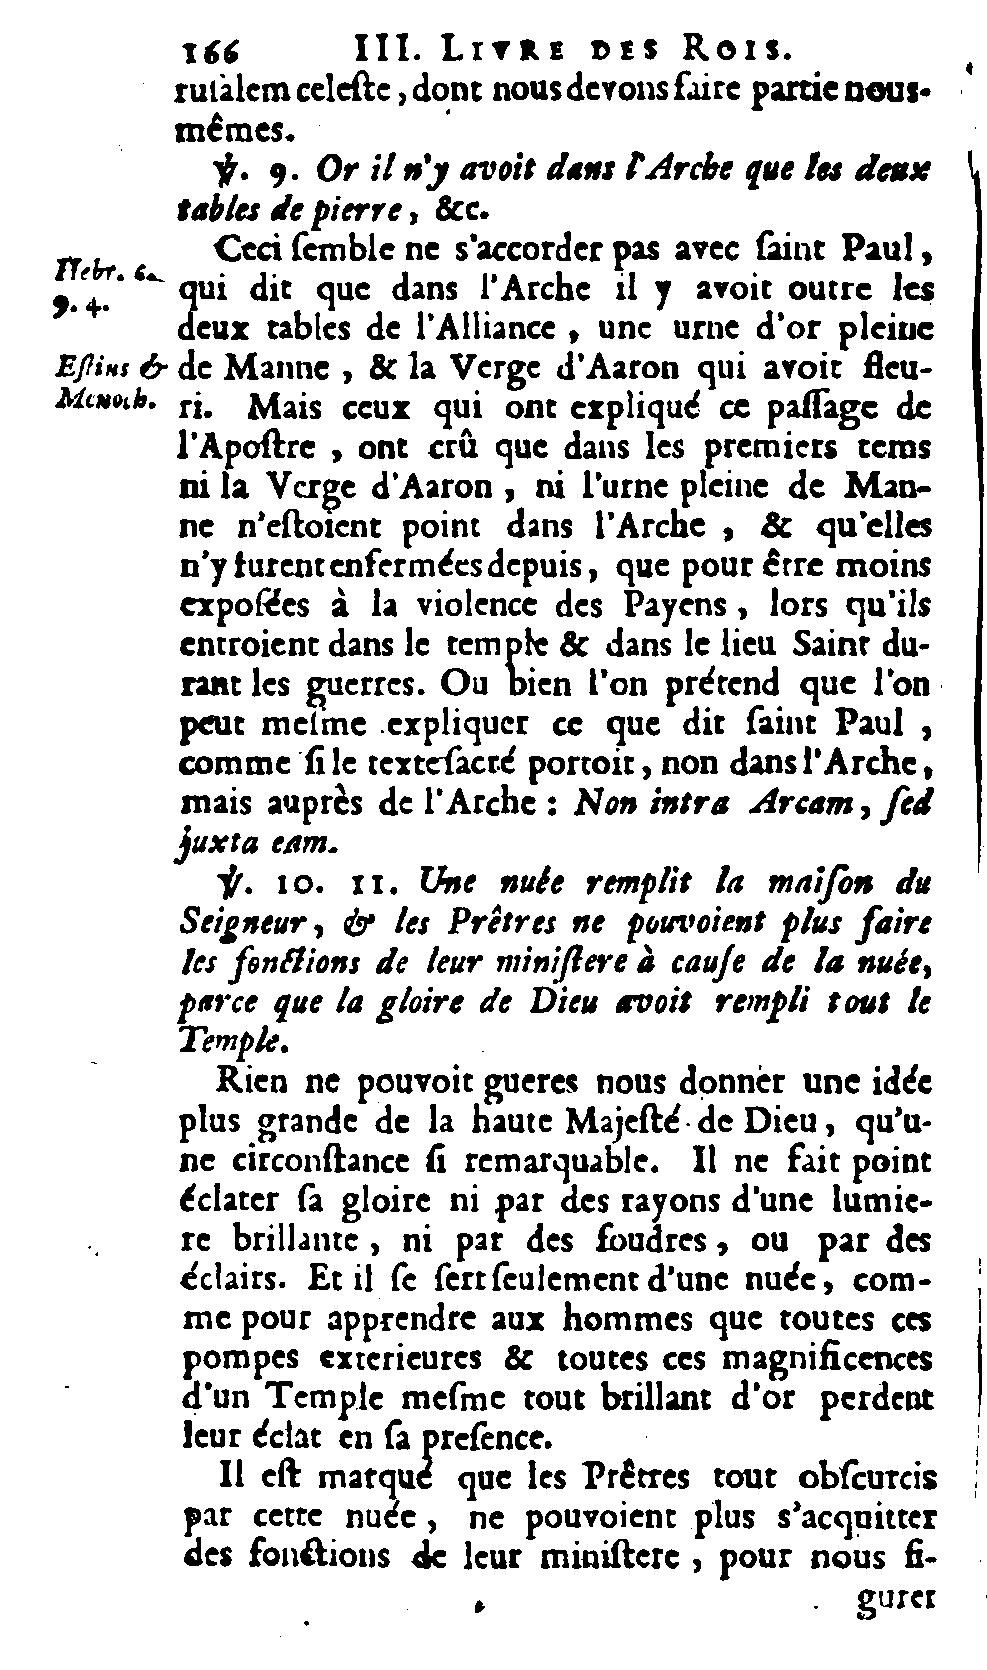 166 III. LIVRE DES ROIS.
ruſalem celeſte, dont nous devons faire partie nous-
mêmes.
℣. 9. Or il n'y avoit dans l'Arche que les deux
tables de pierre, &c.
Ceci ſemble ne s'accorder pas avec ſaint Paul,
Hebr. c.
9. 4.
qui dit que dans l'Arche il y avoit outre les
deux tables de l'Alliance, une urne d'or pleine
Eſtius &
Menoch.
de Manne, & la Verge d'Aaron qui avoit fleu-
ri. Mais ceux qui ont expliqué ce paſſage de
l'Apoſtre, ont crû que dans les premiers tems
ni la Verge d'Aaron, ni l'urne pleine de Man-
ne n'eſtoient point dans l'Arche, & qu'elles
n'y furent enfermées depuis, que pour être moins
expoſées à la violence des Payens, lors qu'ils
entroient dans le temple & dans le lieu Saint du-
rant les guerres. Ou bien l'on prétend que l'on
peut meſme expliquer ce que dit ſaint Paul,
comme ſi le texte ſacré portoit, non dans l'Arche,
mais auprès de l'Arche : Non intra Arcam, ſed
juxta eam.
℣. 10. 11. Une nuée remplit la maiſon du
Seigneur, & les Prêtres ne pouvoient plus faire
les fonctions de leur miniſtere à cauſe de la nuée,
parce que la gloire de Dieu avoit rempli tout le
Temple.
Rien ne pouvoit gueres nous donner une idée
plus grande de la haute Majeſté de Dieu, qu'u-
ne circonſtance ſi remarquable. Il ne fait point
éclater ſa gloire ni par des rayons d'une lumie-
re brillante, ni par des foudres, ou par des
éclairs. Et il ſe ſert ſeulement d'une nuée, com-
me pour apprendre aux hommes que toutes ces
pompes exterieures & toutes ces magnificences
d'un Temple meſme tout brillant d'or perdent
leur éclat en ſa preſence.
Il eſt marqué que les Prêtres tout obſcurcis
par cette nuée, ne pouvoient plus s'acquitter
des fonctions de leur miniſtere, pour nous fi-
gurer